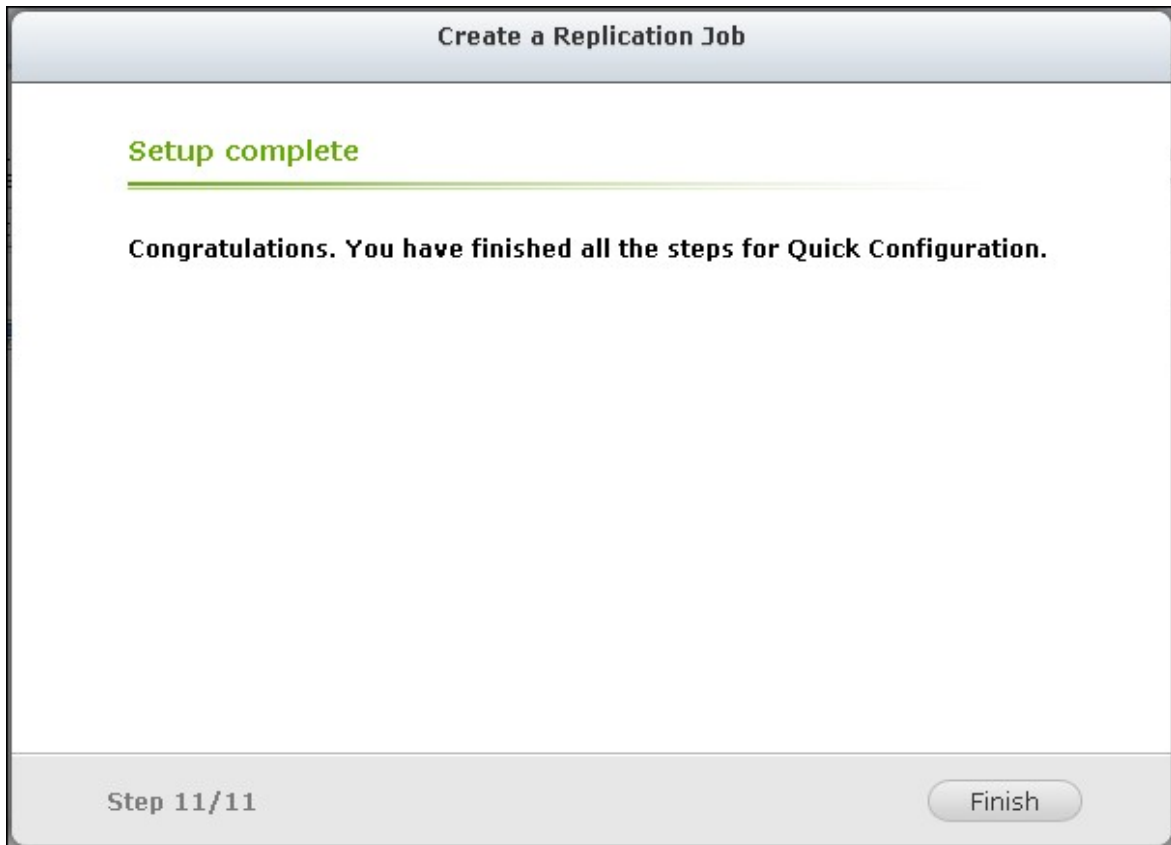 Create a Replication Job
Setup complete
Congratulations. You have finished all the steps for Quick Configuration.
Step 11/11
Finish